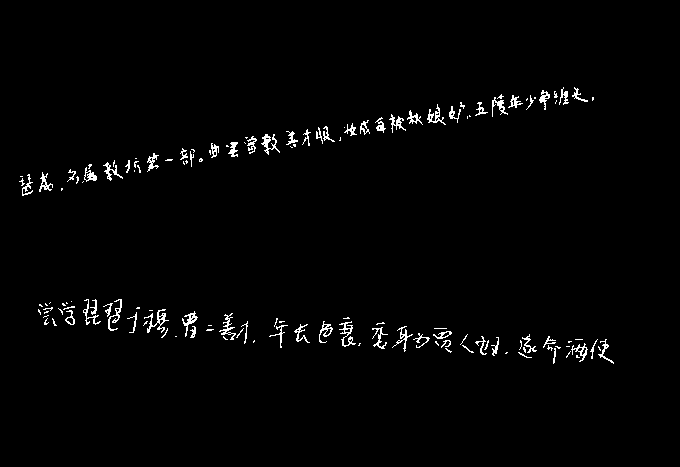 琶成，名属教坊第一部。曲罢曾教善才服，妆成每被秋娘妒。五陵年少争缠头，
尝学琵琶于穆、曹二善才，年长色衰，委身为贾人妇。遂命酒使